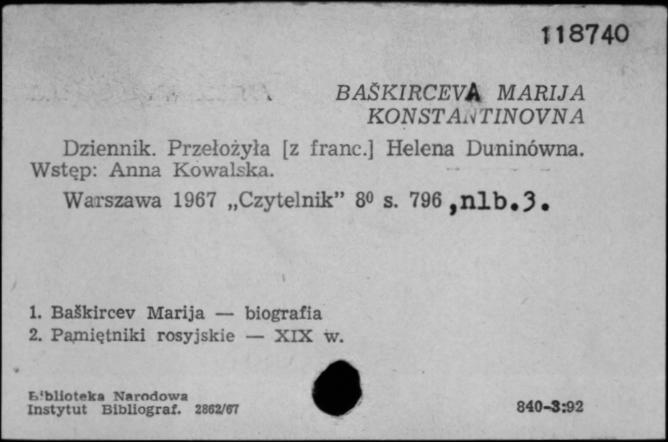 118740
BAŠKIRCEVA MARIJA
KONSTANTINOVNA
Dziennik. Przełożyła [z franc.] Helena Duninówna.
Wstęp: Anna Kowalska.
Warszawa 1967 „Czytelnik” 8⁰ s. 796 ,nlb.3.
1. Baškircev Marija — biografia
2. Pamiętniki rosyjskie — XIX w.
Biblioteka Narodowa
Instytut Bibliograf. 2862/67
840-3:92